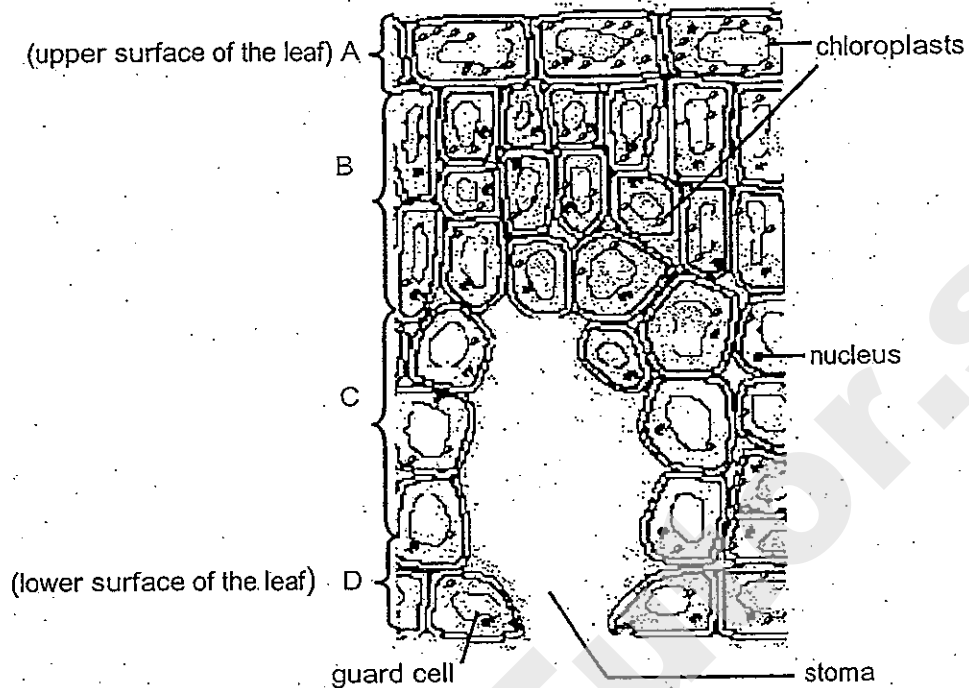 (upper surface of the leaf) A
chloroplasts
B
nucleus
C
(lower surface of the leaf) D
guard cell
stoma